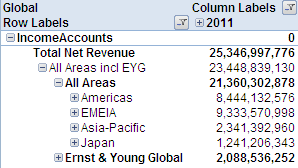 Global Column Labels
Row Labels 2011
IncomeAccounts 0
Total Net Revenue 25,346,997,776
All Areas incl EYG 23,448,839,130
All Areas 21,360,302,878
Americas 8,444,132,576
EMEIA 9,333,570,998
Asia-Pacific 2,341,392,960
Japan 1,241,206,343
Ernst & Young Global 2,088,536,252